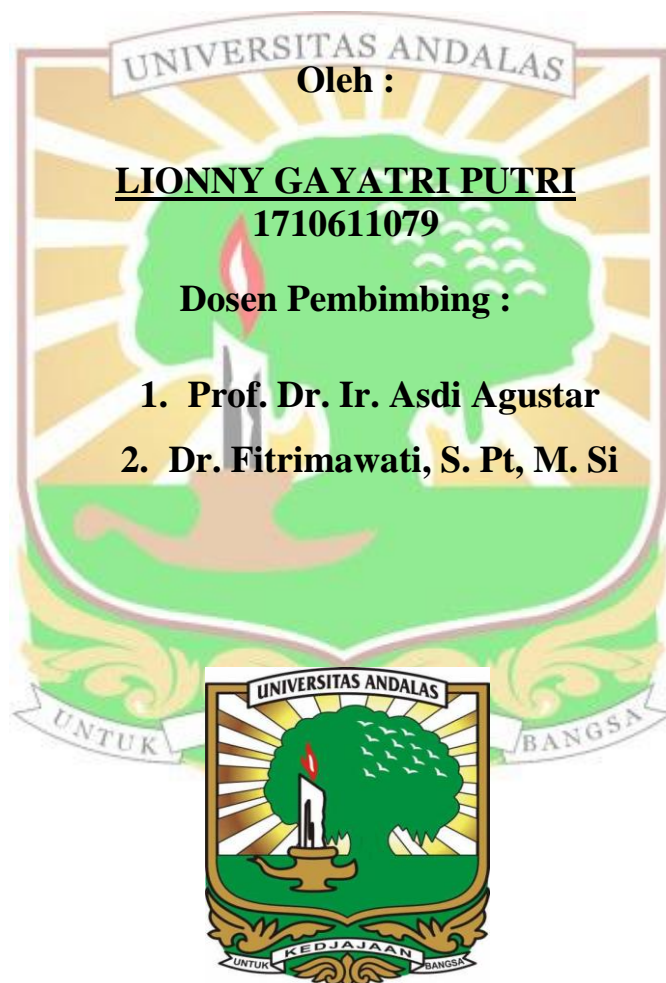 UNIVERSITAS ANDALAS
Oleh :
LIONNY GAYATRI PUTRI
1710611079
Dosen Pembimbing :
1. Prof. Dr. Ir. Asdi Agustar
2. Dr. Fitrimawati, S. Pt, M. Si
UNTUK BANGSA
UNIVERSITAS ANDALAS
UNTUK KEDJAJAAN BANGSA